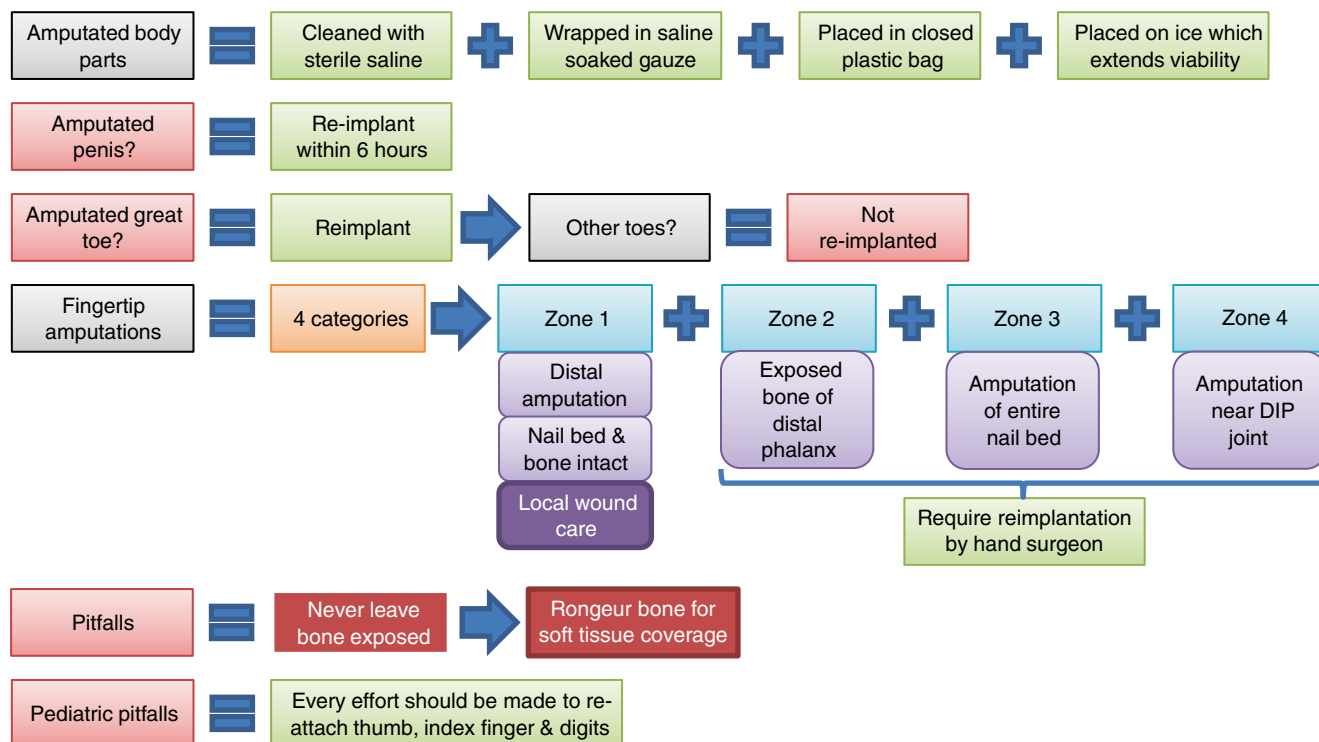 Amputated body
parts
Cleaned with
sterile saline
Wrapped in saline
soaked gauze
Placed in closed
plastic bag
Placed on ice which
extends viability
Amputated
penis?
Re-implant
within 6 hours
Amputated great
toe?
Reimplant
Other toes?
Not
re-implanted
Fingertip
amputations
4 categories
Zone 1
Zone 2
Zone 3
Zone 4
Distal
amputation
Nail bed &
bone intact
Local wound
care
Exposed
bone of
distal
phalanx
Amputation
of entire
nail bed
Amputation
near DIP
joint
Require reimplantation
by hand surgeon
Pitfalls
Never leave
bone exposed
Rongeur bone for
soft tissue coverage
Pediatric pitfalls
Every effort should be made to re-
attach thumb, index finger & digits